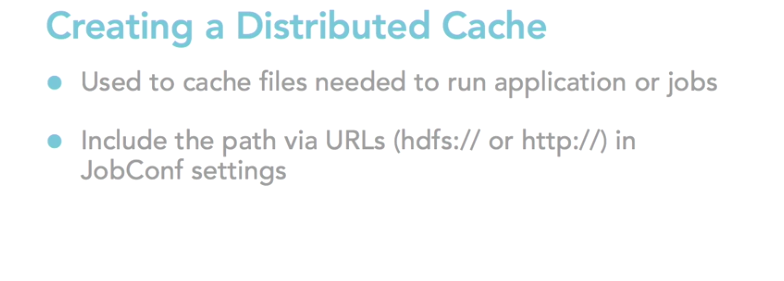 Creating a Distributed Cache
● Used to cache files needed to run application or jobs
● Include the path via URLs (hdfs:// or http://) in
JobConf settings